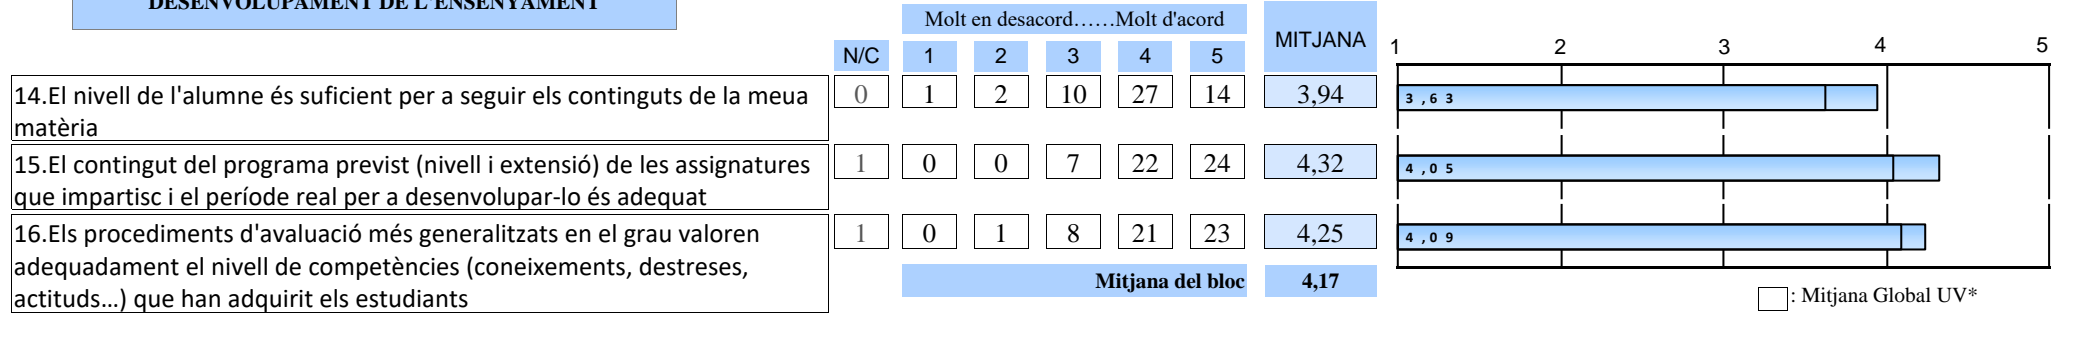 DESENVOLUPAMENT DE L'ENSENYAMENT
Molt en desacord……Molt d'acord
MITJANA
N/C 1 2 3 4 5
1 2 3 4 5
14.El nivell de l'alumne és suficient per a seguir els continguts de la meua
matèria
0 1 2 10 27 14 3,94
3,63
15.El contingut del programa previst (nivell i extensió) de les assignatures
que impartisc i el període real per a desenvolupar-lo és adequat
1 0 0 7 22 24 4,32
4,05
16.Els procediments d'avaluació més generalitzats en el grau valoren
adequadament el nivell de competències (coneixements, destreses,
actituds…) que han adquirit els estudiants
1 0 1 8 21 23 4,25
4,09
Mitjana del bloc 4,17
: Mitjana Global UV*